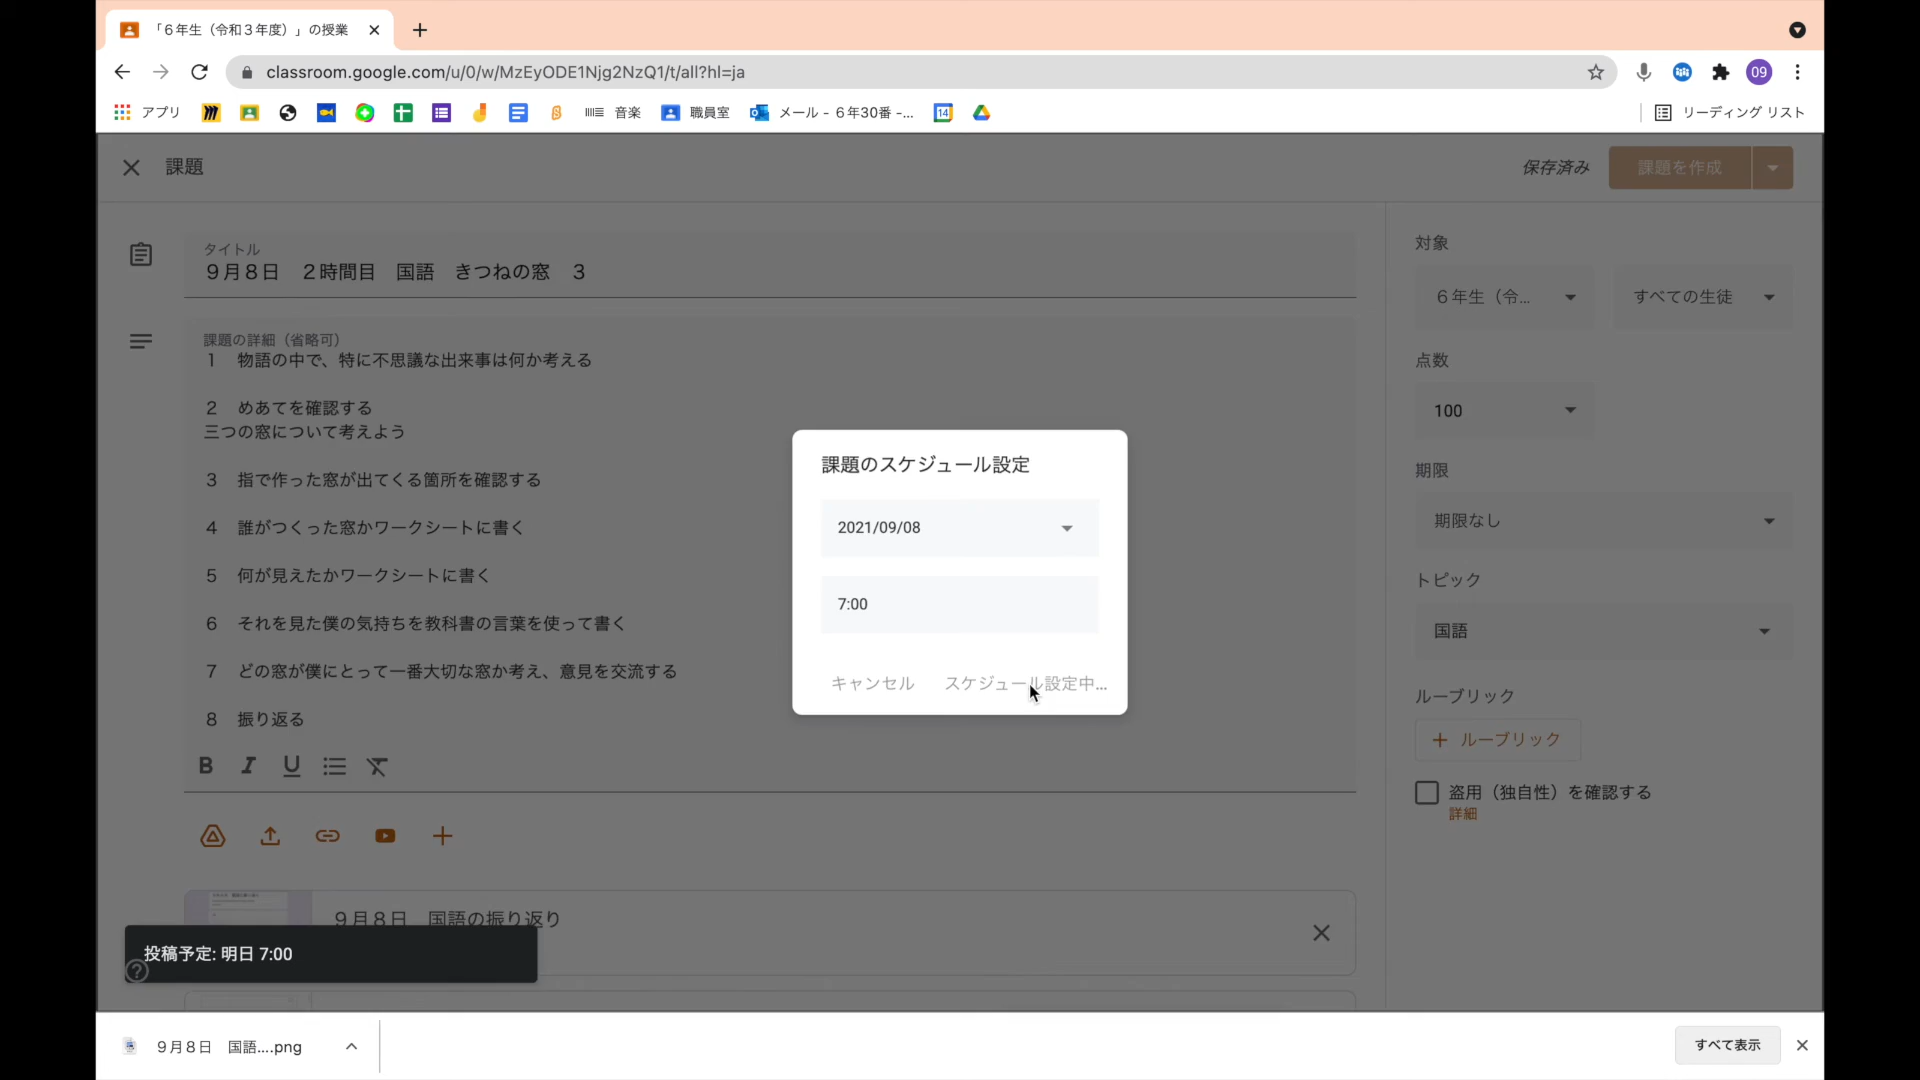 「６年生（令和３年度）」の授業
classroom.google.com/u/0/w/MzEyODE1Njg2NzQ1/t/all?hl=ja
09
アプリ
音楽
職員室
メール - ６年30番 -...
14
リーディング リスト
課題
保存済み
課題を作成
タイトル
９月８日　２時間目　国語　きつねの窓　３
課題の詳細（省略可）
１　物語の中で、特に不思議な出来事は何か考える
２　めあてを確認する
三つの窓について考えよう
３　指で作った窓が出てくる箇所を確認する
４　誰がつくった窓かワークシートに書く
５　何が見えたかワークシートに書く
６　それを見た僕の気持ちを教科書の言葉を使って書く
７　どの窓が僕にとって一番大切な窓か考え、意見を交流する
８　振り返る
B I U
９月８日　国語の振り返り
投稿予定: 明日 7:00
課題のスケジュール設定
2021/09/08
7:00
キャンセル
スケジュール設定中...
対象
６年生（令...
すべての生徒
点数
100
期限
期限なし
トピック
国語
ルーブリック
＋ ルーブリック
盗用（独自性）を確認する
詳細
９月８日　国語....png
すべて表示